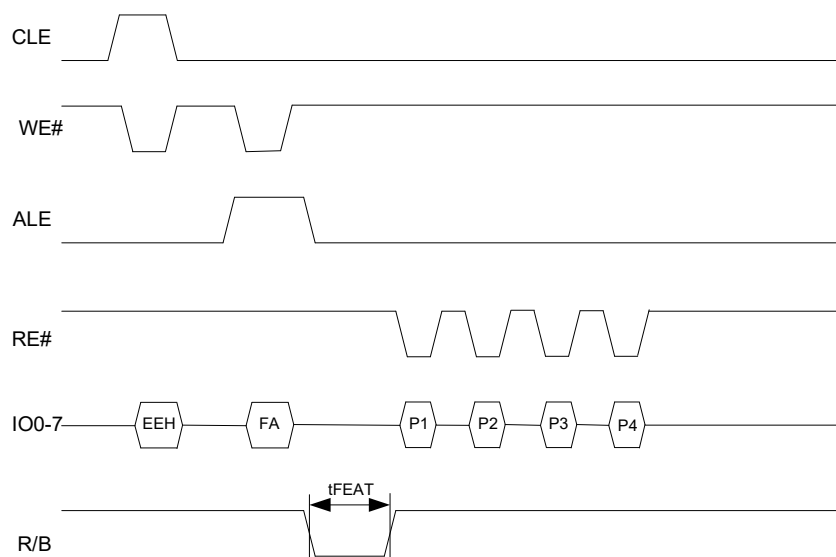 CLE
WE#
ALE
RE#
IO0-7 EEH FA P1 P2 P3 P4
tFEAT
R/B